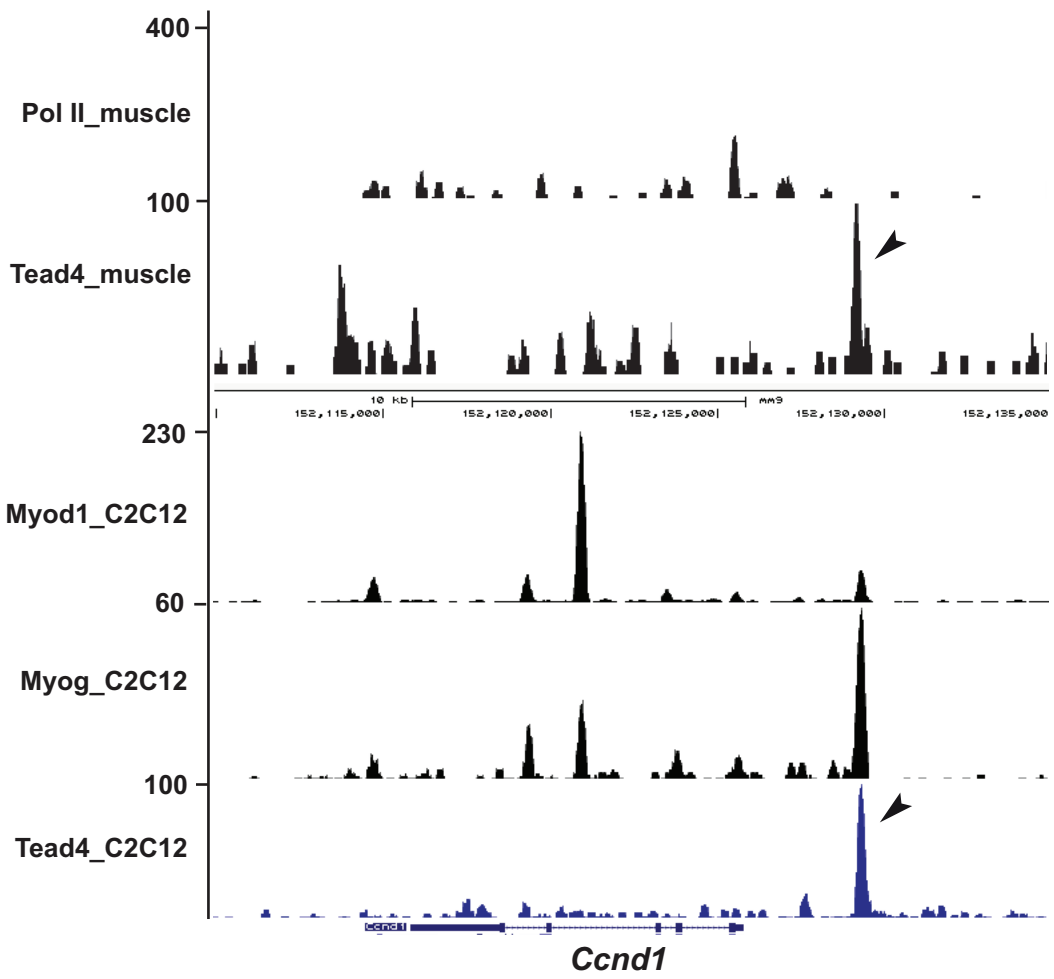 400
Pol II_muscle
100
Tead4_muscle
10 kb mm9
152,115,000 152,120,000 152,125,000 152,130,000 152,135,000
230
Myod1_C2C12
60
Myog_C2C12
100
Tead4_C2C12
Ccnd1
Ccnd1